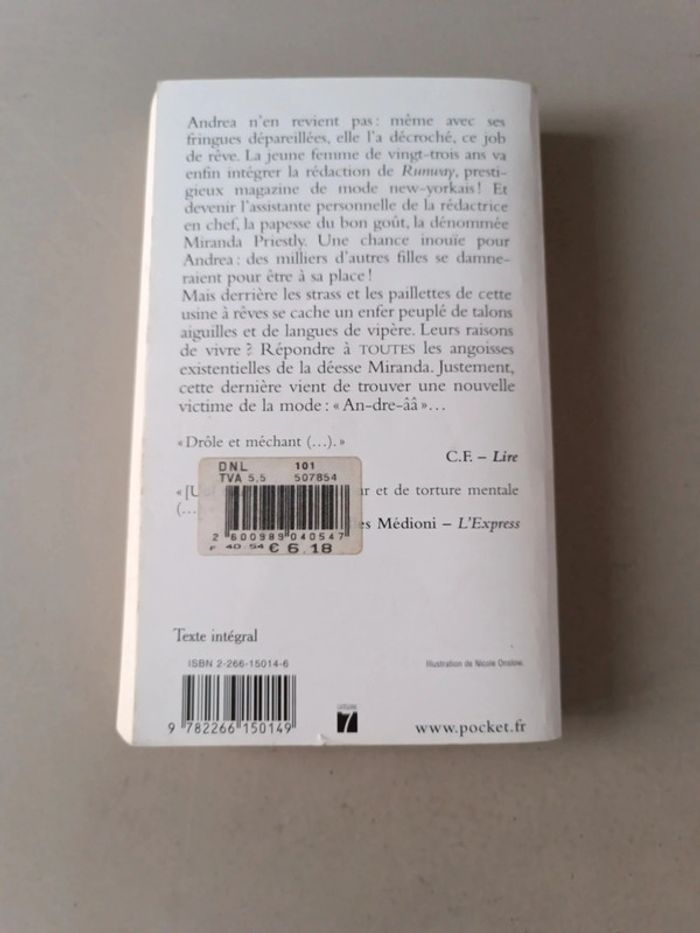 Andrea n'en revient pas : même avec ses
fringues dépareillées, elle l'a décroché, ce job
de rêve. La jeune femme de vingt-trois ans va
enfin intégrer la rédaction de Runway, presti-
gieux magazine de mode new-yorkais ! Et
devenir l'assistante personnelle de la rédactrice
en chef, la papesse du bon goût, la dénommée
Miranda Priestly. Une chance inouïe pour
Andrea : des milliers d'autres filles se damne-
raient pour être à sa place !
Mais derrière les strass et les paillettes de cette
usine à rêves se cache un enfer peuplé de talons
aiguilles et de langues de vipère. Leurs raisons
de vivre ? Répondre à TOUTES les angoisses
existentielles de la déesse Miranda. Justement,
cette dernière vient de trouver une nouvelle
victime de la mode : « An-dre-ââ »...
« Drôle et méchant (...). »
C.F. – Lire
DNL 101
TVA 5,5 507854
2 600989 040547
F 40.54 € 6.18
et de torture mentale
(...
Médioni – L'Express
Texte intégral
ISBN 2-266-15014-6
Illustration de Nicole Onslow
9 782266 150149
7
www.pocket.fr